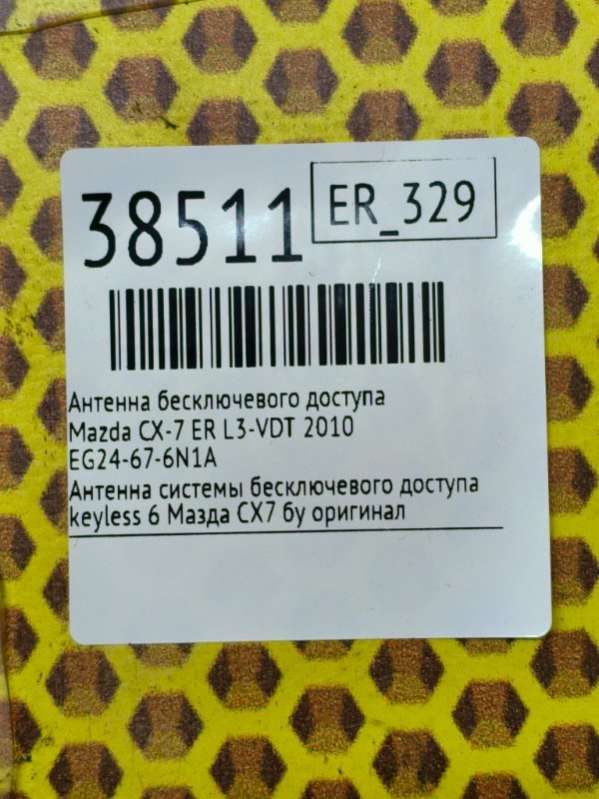 38511
ER_329
Антенна бесключевого доступа
Mazda CX-7 ER L3-VDT 2010
EG24-67-6N1A
Антенна системы бесключевого доступа
keyless 6 Мазда CX7 бу оригинал